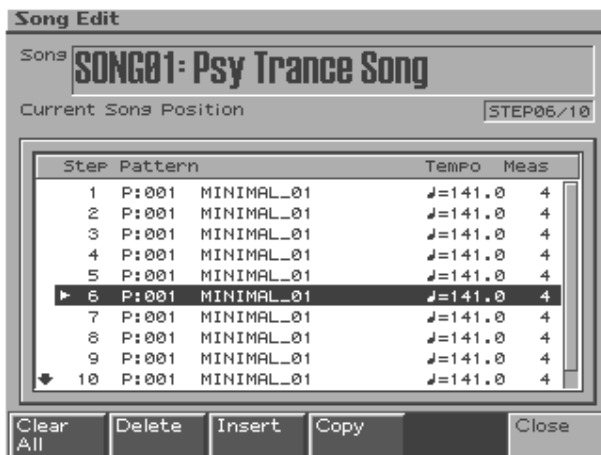 Song Edit
Song SONG01: Psy Trance Song
Current Song Position STEP06/10
Step Pattern Tempo Meas
1 P:001 MINIMAL_01 ♩=141.0 4
2 P:001 MINIMAL_01 ♩=141.0 4
3 P:001 MINIMAL_01 ♩=141.0 4
4 P:001 MINIMAL_01 ♩=141.0 4
5 P:001 MINIMAL_01 ♩=141.0 4
6 P:001 MINIMAL_01 ♩=141.0 4
7 P:001 MINIMAL_01 ♩=141.0 4
8 P:001 MINIMAL_01 ♩=141.0 4
9 P:001 MINIMAL_01 ♩=141.0 4
10 P:001 MINIMAL_01 ♩=141.0 4
Clear All Delete Insert Copy Close